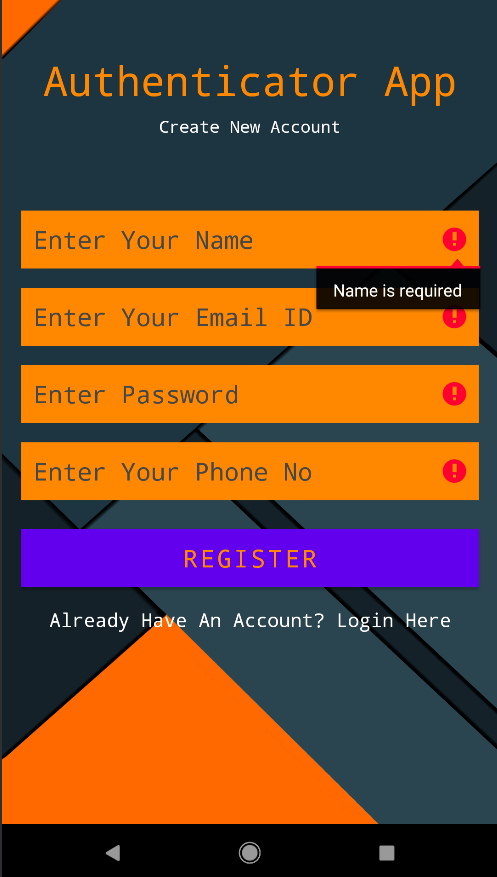 Authenticator App
Create New Account
Enter Your Name
Name is required
Enter Your Email ID
Enter Password
Enter Your Phone No
REGISTER
Already Have An Account? Login Here